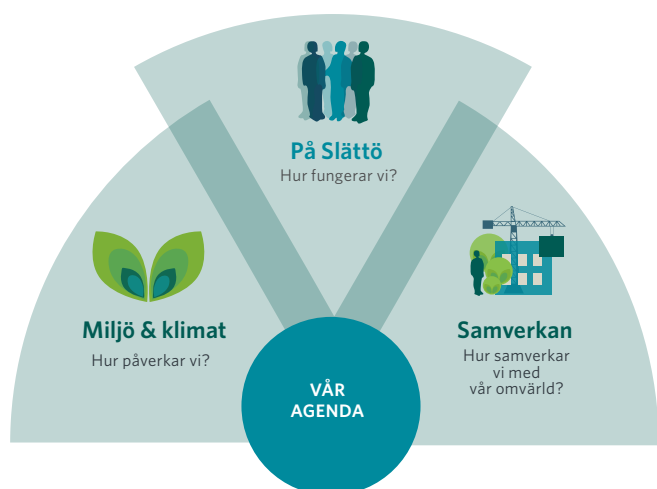 På Slättö
Hur fungerar vi?
Miljö & klimat
Hur påverkar vi?
Samverkan
Hur samverkar
vi med
vår omvärld?
VÅR
AGENDA